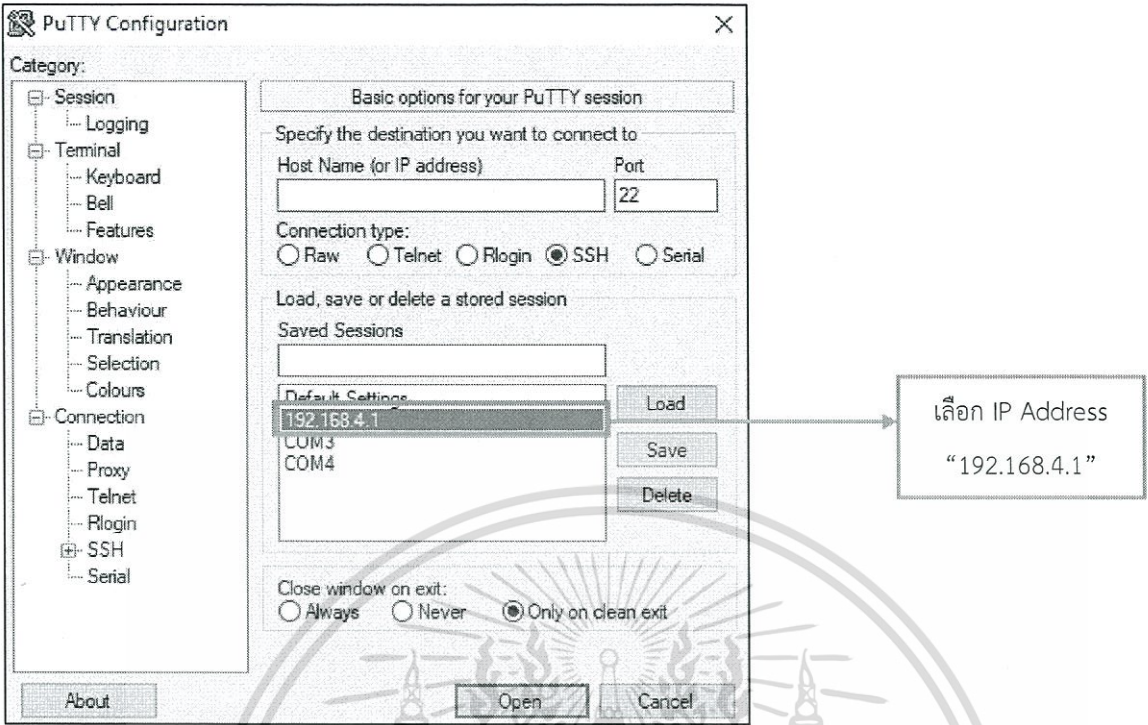 PuTTY Configuration
Category:
Session
Logging
Terminal
Keyboard
Bell
Features
Window
Appearance
Behaviour
Translation
Selection
Colours
Connection
Data
Proxy
Telnet
Rlogin
SSH
Serial
Basic options for your PuTTY session
Specify the destination you want to connect to
Host Name (or IP address) Port
22
Connection type:
Raw Telnet Rlogin SSH Serial
Load, save or delete a stored session
Saved Sessions
Default Settings
192.168.4.1
COM3
COM4
Load
Save
Delete
Close window on exit:
Always Never Only on clean exit
About Open Cancel
เลือก IP Address
“192.168.4.1”